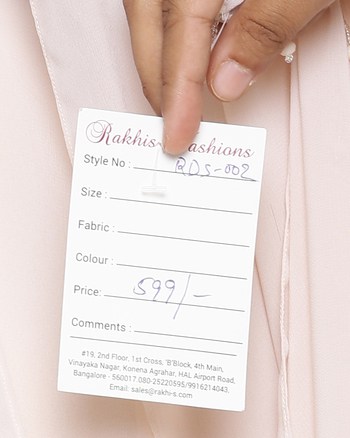 Rakhis Fashions
Style No : RDS-002
Size :
Fabric :
Colour :
Price: 599/-
Comments :
#19, 2nd Floor, 1st Cross, 'B'Block, 4th Main,
Vinayaka Nagar, Konena Agrahar, HAL Airport Road,
Bangalore - 560017.080-25220595/9916214043,
Email: sales@rakhi-s.com